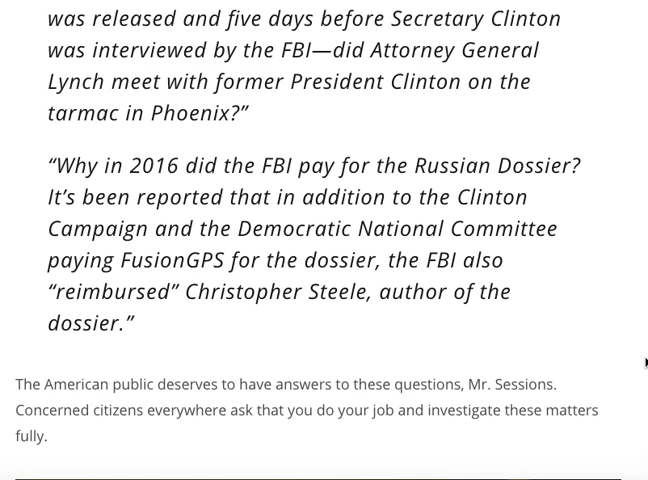 was released and five days before Secretary Clinton
was interviewed by the FBI—did Attorney General
Lynch meet with former President Clinton on the
tarmac in Phoenix?”
“Why in 2016 did the FBI pay for the Russian Dossier?
It’s been reported that in addition to the Clinton
Campaign and the Democratic National Committee
paying FusionGPS for the dossier, the FBI also
“reimbursed” Christopher Steele, author of the
dossier.”
The American public deserves to have answers to these questions, Mr. Sessions.
Concerned citizens everywhere ask that you do your job and investigate these matters
fully.